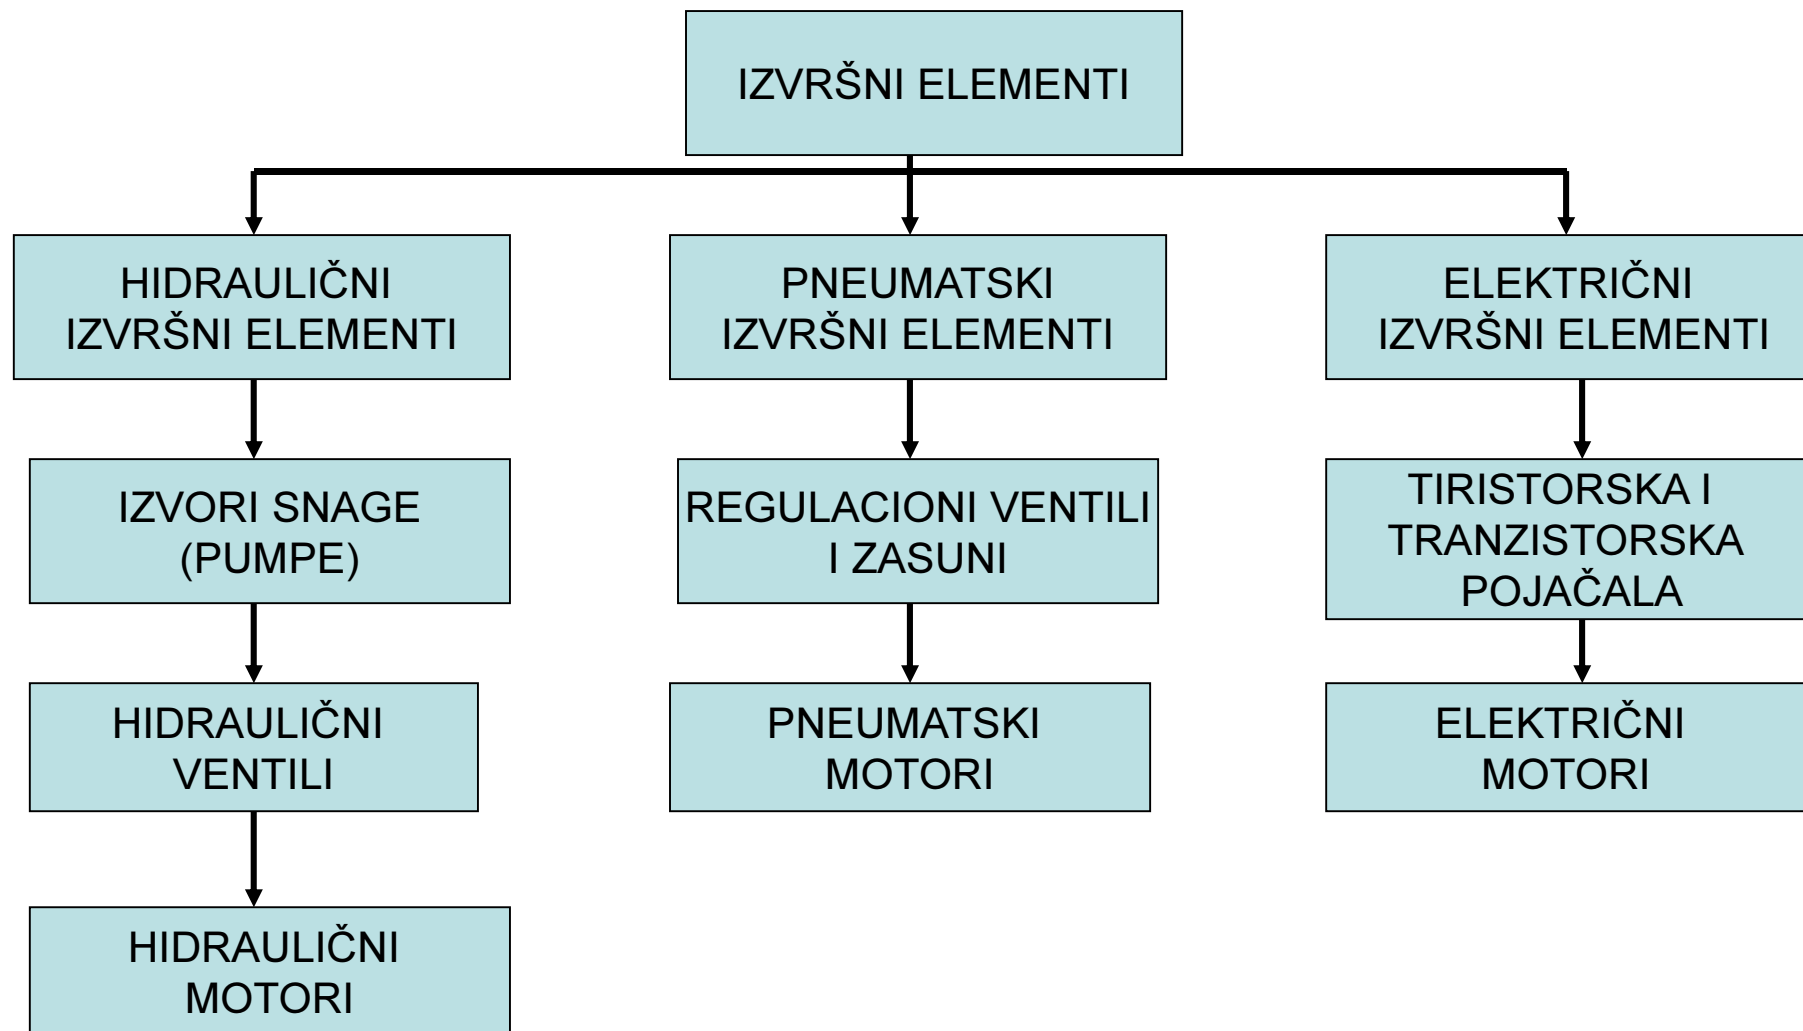 IZVRŠNI ELEMENTI
HIDRAULIČNI
IZVRŠNI ELEMENTI
PNEUMATSKI
IZVRŠNI ELEMENTI
ELEKTRIČNI
IZVRŠNI ELEMENTI
IZVORI SNAGE
(PUMPE)
REGULACIONI VENTILI
I ZASUNI
TIRISTORSKA I
TRANZISTORSKA
POJAČALA
HIDRAULIČNI
VENTILI
PNEUMATSKI
MOTORI
ELEKTRIČNI
MOTORI
HIDRAULIČNI
MOTORI